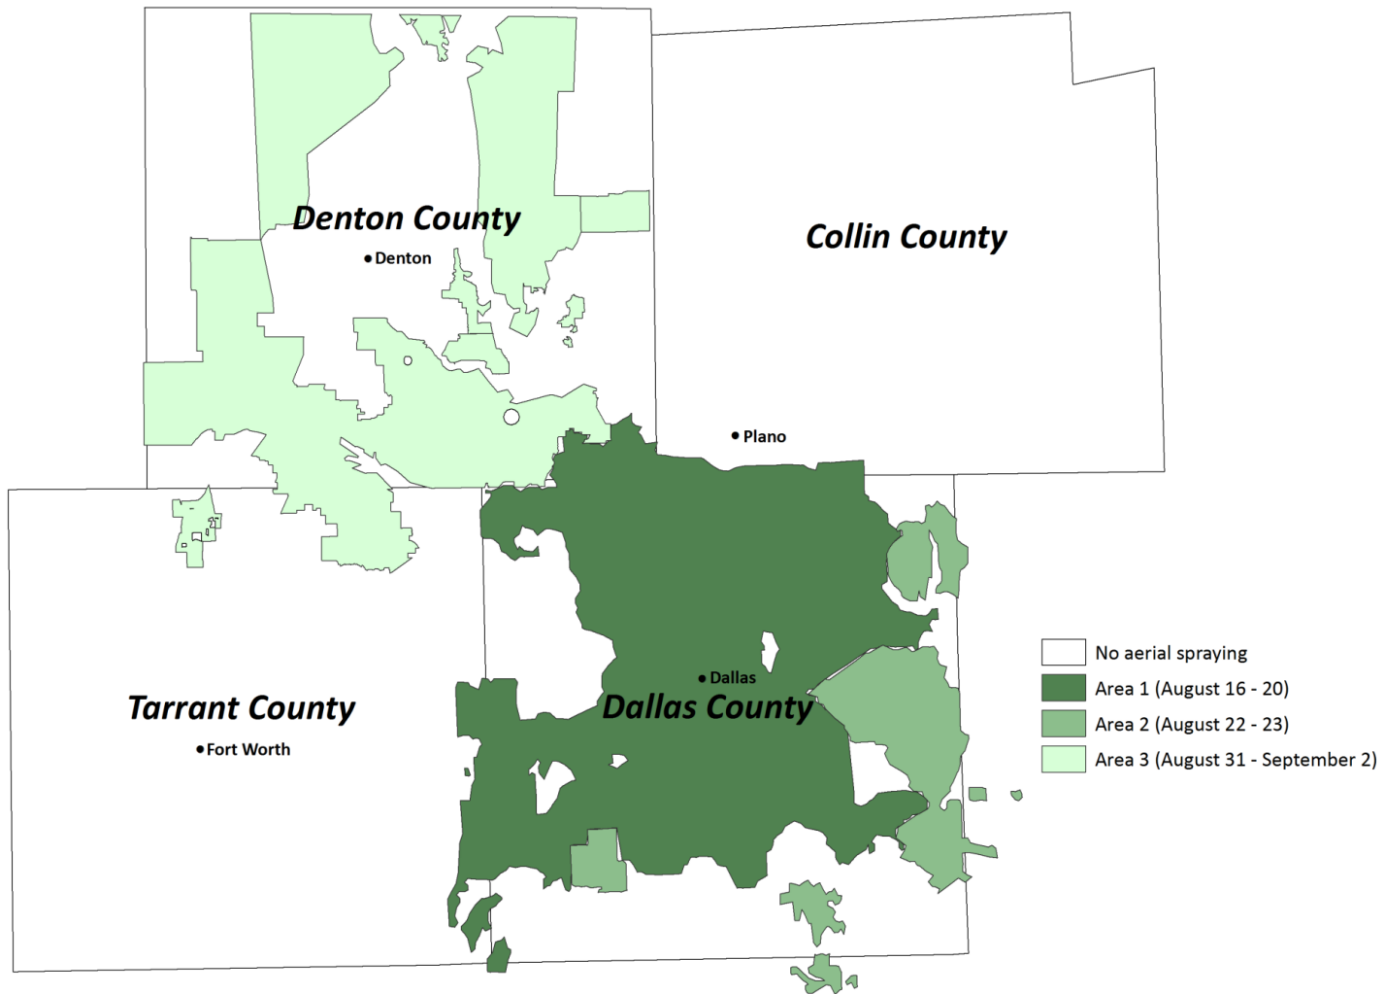 Denton County
Denton
Collin County
Plano
Dallas
Dallas County
Tarrant County
Fort Worth
No aerial spraying
Area 1 (August 16 - 20)
Area 2 (August 22 - 23)
Area 3 (August 31 - September 2)